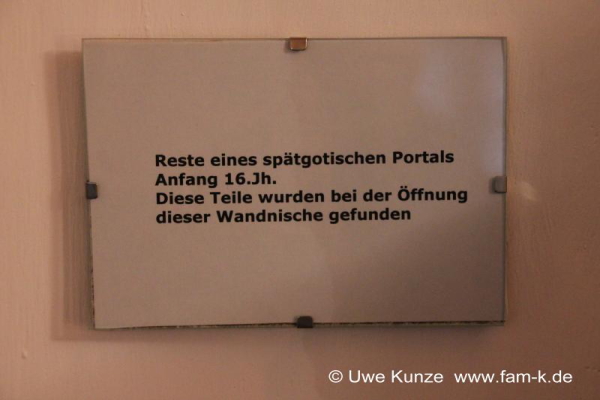 Reste eines spätgotischen Portals
Anfang 16.Jh.
Diese Teile wurden bei der Öffnung
dieser Wandnische gefunden
© Uwe Kunze www.fam-k.de